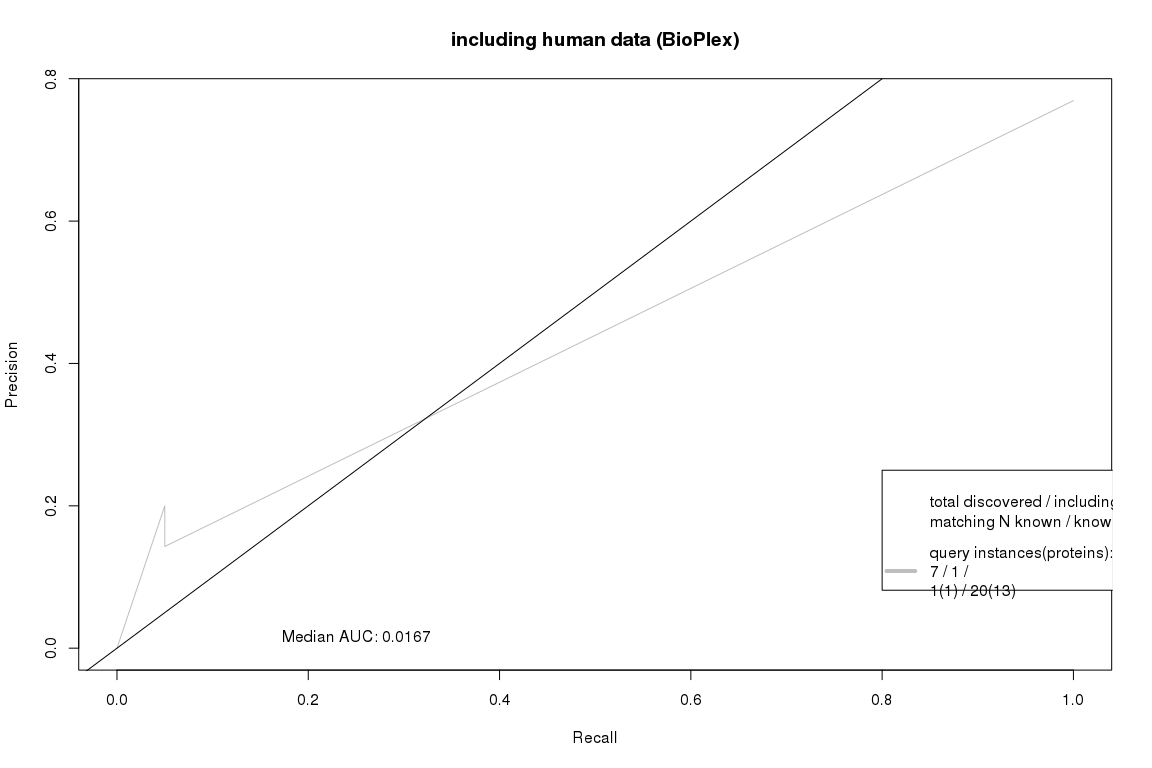 including human data (BioPlex)
Precision
0.8
0.6
0.4
0.2
0.0
total discovered / including
matching N known / know
query instances(proteins):
7 / 1 /
1(1) / 20(13)
Median AUC: 0.0167
0.0 0.2 0.4 0.6 0.8 1.0
Recall